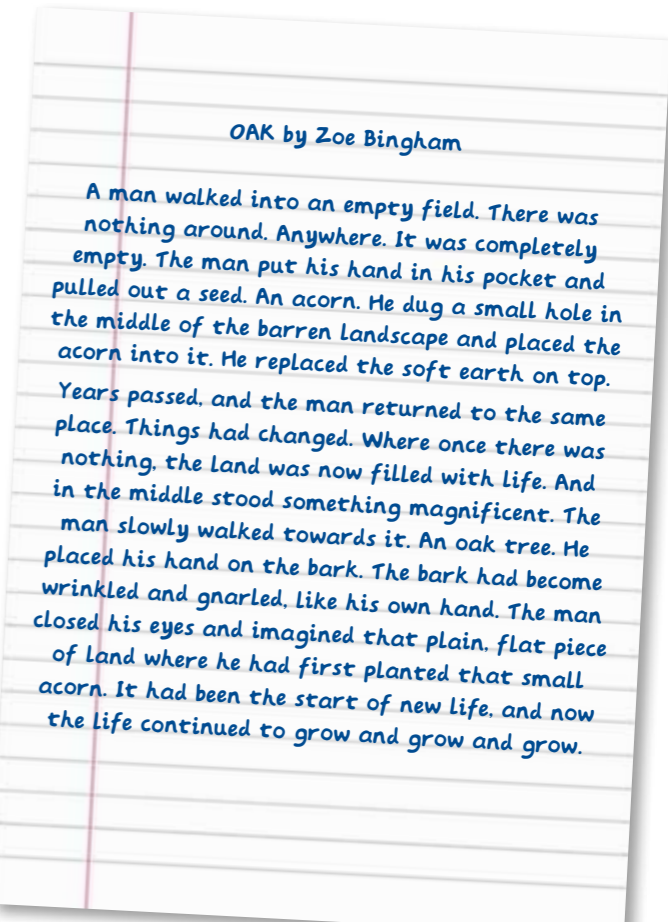 OAK by Zoe Bingham
A man walked into an empty field. There was
nothing around. Anywhere. It was completely
empty. The man put his hand in his pocket and
pulled out a seed. An acorn. He dug a small hole in
the middle of the barren landscape and placed the
acorn into it. He replaced the soft earth on top.
Years passed, and the man returned to the same
place. Things had changed. Where once there was
nothing, the land was now filled with life. And
in the middle stood something magnificent. The
man slowly walked towards it. An oak tree. He
placed his hand on the bark. The bark had become
wrinkled and gnarled, like his own hand. The man
closed his eyes and imagined that plain, flat piece
of land where he had first planted that small
acorn. It had been the start of new life, and now
the life continued to grow and grow and grow.